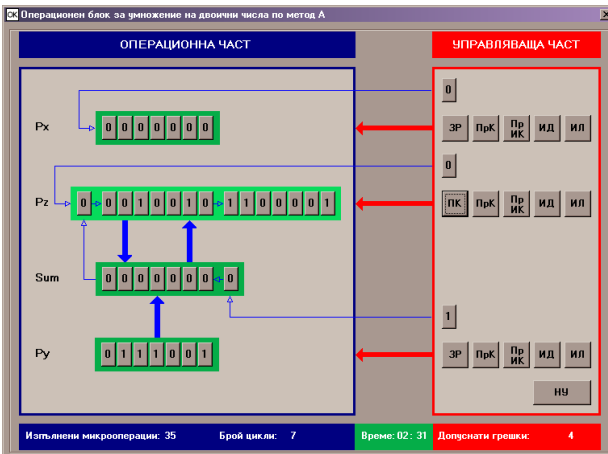 OK Операционен блок за умножение на двоични числа по метод А
ОПЕРАЦИОННА ЧАСТ
УПРАВЛЯВАЩА ЧАСТ
0
Px 0 0 0 0 0 0 0
ЗР ПрК Пр ИК ИД ИЛ
0
Pz 0 0 0 1 0 0 1 0 1 1 0 0 0 0 1
ПК ПрК Пр ИК ИД ИЛ
Sum 0 0 0 0 0 0 0 0
1
Py 0 1 1 1 0 0 1
ЗР ПрК Пр ИК ИД ИЛ
НУ
Изпълнени микрооперации: 35 Брой цикли: 7 Време: 02: 31 Допуснати грешки: 4